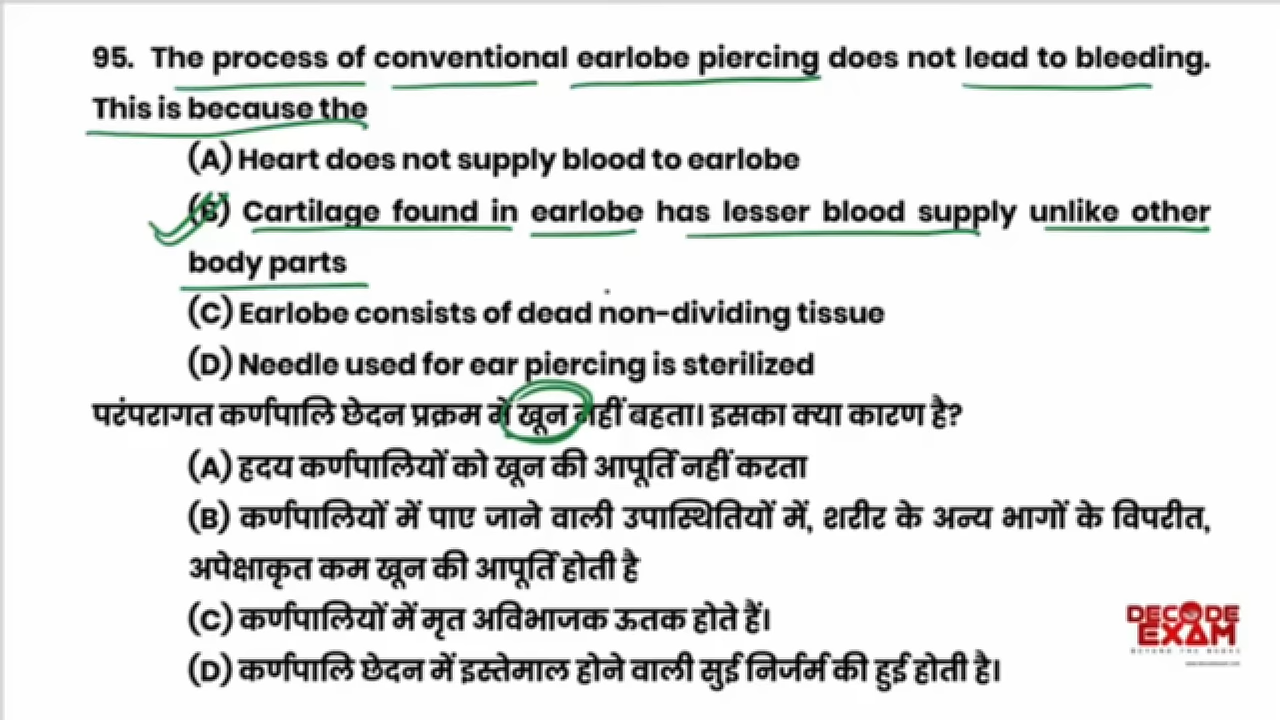 95. The process of conventional earlobe piercing does not lead to bleeding.
This is because the
(A) Heart does not supply blood to earlobe
(B) Cartilage found in earlobe has lesser blood supply unlike other
body parts
(C) Earlobe consists of dead non-dividing tissue
(D) Needle used for ear piercing is sterilized
परंपरागत कर्णपालि छेदन प्रक्रम में खून नहीं बहता। इसका क्या कारण है?
(A) हृदय कर्णपालियों को खून की आपूर्ति नहीं करता
(B) कर्णपालियों में पाए जाने वाली उपास्थितियों में, शरीर के अन्य भागों के विपरीत,
अपेक्षाकृत कम खून की आपूर्ति होती है
(C) कर्णपालियों में मृत अविभाजक ऊतक होते हैं।
(D) कर्णपालि छेदन में इस्तेमाल होने वाली सुई निर्जर्म की हुई होती है।
DECODE
EXAM
BEYOND THE BOOKS